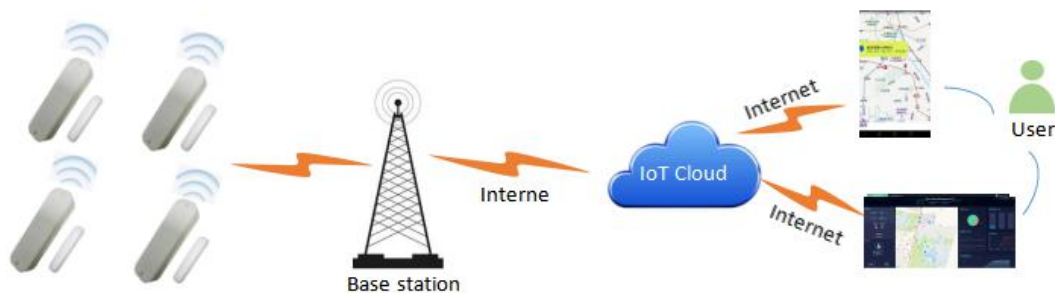 Internet
User
IoT Cloud
Interne
Internet
Base station